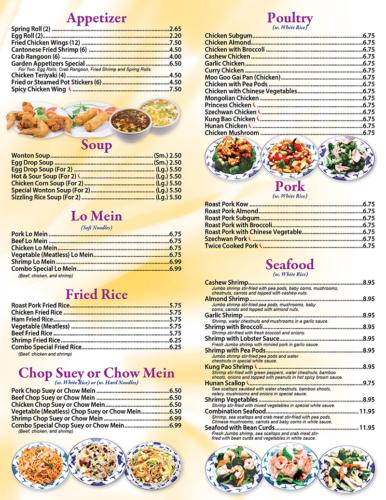 Appetizer
Spring Roll (2) 2.65
Egg Roll (2) 2.20
Fried Chicken Wings (12) 7.50
Cantonese Fried Shrimp (6) 4.50
Crab Rangoon (6) 4.00
Garden Appetizers Special 6.50
For Two: Egg Rolls, Crab Rangoon, Fried Shrimp and Spring Rolls.
Chicken Teriyaki (4) 4.50
Fried or Steamed Pot Stickers (6) 4.50
Spicy Chicken Wing 7.50
Soup
Wonton Soup (Sm.) 2.50
Egg Drop Soup (Sm.) 2.50
Egg Drop Soup (For 2) (Lg.) 5.50
Hot & Sour Soup (For 2) (Lg.) 5.50
Chicken Corn Soup (For 2) (Lg.) 5.50
Special Wonton Soup (For 2) (Lg.) 5.50
Sizzling Rice Soup (For 2) (Lg.) 5.50
Lo Mein
(Soft Noodles)
Pork Lo Mein 6.75
Beef Lo Mein 6.75
Chicken Lo Mein 6.75
Vegetable (Meatless) Lo Mein 6.75
Shrimp Lo Mein 6.99
Combo Special Lo Mein 6.99
(Beef, chicken, and shrimp)
Fried Rice
Roast Pork Fried Rice 5.75
Chicken Fried Rice 5.75
Ham Fried Rice 5.75
Vegetable (Meatless) 5.75
Beef Fried Rice 5.75
Shrimp Fried Rice 6.25
Combo Special Fried Rice 6.25
(Beef, chicken and shrimp)
Chop Suey or Chow Mein
(w. White Rice) or (w. Hard Noodles)
Pork Chop Suey or Chow Mein 6.50
Beef Chop Suey or Chow Mein 6.50
Chicken Chop Suey or Chow Mein 6.50
Vegetable (Meatless) Chop Suey or Chow Mein 6.50
Shrimp Chop Suey or Chow Mein 6.99
Combo Special Chop Suey or Chow Mein 6.99
(Beef, chicken, and shrimp)
Poultry
(w. White Rice)
Chicken Subgum 6.75
Chicken Almond 6.75
Chicken with Broccoli 6.75
Cashew Chicken 6.75
Garlic Chicken 6.75
Curry Chicken 6.75
Moo Goo Gai Pan (Chicken) 6.75
Chicken with Pea Pods 6.75
Chicken with Chinese Vegetables 6.75
Mongolian Chicken 6.75
Princess Chicken 6.75
Szechwan Chicken 6.75
Kung Bao Chicken 6.75
Hunan Chicken 6.75
Chicken Mushroom 6.75
Pork
(w. White Rice)
Roast Pork Kow 6.75
Roast Pork Almond 6.75
Roast Pork Subgum 6.75
Roast Pork with Broccoli 6.75
Roast Pork with Chinese Vegetable 6.75
Szechwan Pork 6.75
Twice Cooked Pork 6.75
Seafood
(w. White Rice)
Cashew Shrimp 8.95
Jumbo shrimp stir-fried with pea pods, baby corns, mushrooms,
chestnuts, carrots and topped with cashew nuts.
Almond Shrimp 8.95
Jumbo shrimp stir-fried pea pods, mushrooms, baby
corns, carrots and topped with almonds.
Garlic Shrimp 8.95
Shrimp, water chestnuts and mushrooms in a garlic sauce.
Shrimp with Broccoli 8.95
Shrimp stir-fried with fresh broccoli and onions.
Shrimp with Lobster Sauce 8.95
Fresh Jumbo shrimp with minced pork in garlic sauce.
Shrimp with Pea Pods 8.95
Jumbo shrimp stir-fried pea pods and water
chestnuts in special white sauce.
Kung Pao Shrimp 8.95
Shrimp stir-fried with green peppers, water chestnuts, bamboo
shoots, onions and topped with peanuts in hot spicy brown sauce.
Hunan Scallop 9.75
Sea scallops sautéed with water chestnuts, bamboo shoots,
celery, mushrooms and onions in special sauce.
Shrimp Vegetables 8.95
Shrimp stir-fried with mixed vegetables in special white sauce.
Combination Seafood 11.95
Shrimp, sea scallops and crab meat stir-fried with pea pods,
Chinese mushrooms, carrots and baby corns in white sauce.
Seafood with Bean Curds 11.95
Fresh Jumbo shrimp, sea scallops and crab meat stir-
fried with bean curds and vegetables in white sauce.